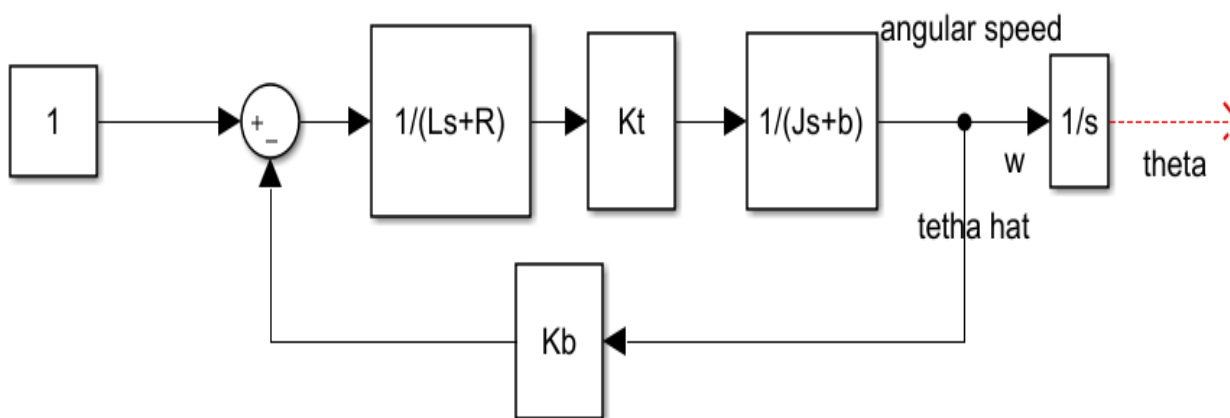 angular speed
1
+
−
1/(Ls+R)
Kt
1/(Js+b)
w
1/s
theta
tetha hat
Kb